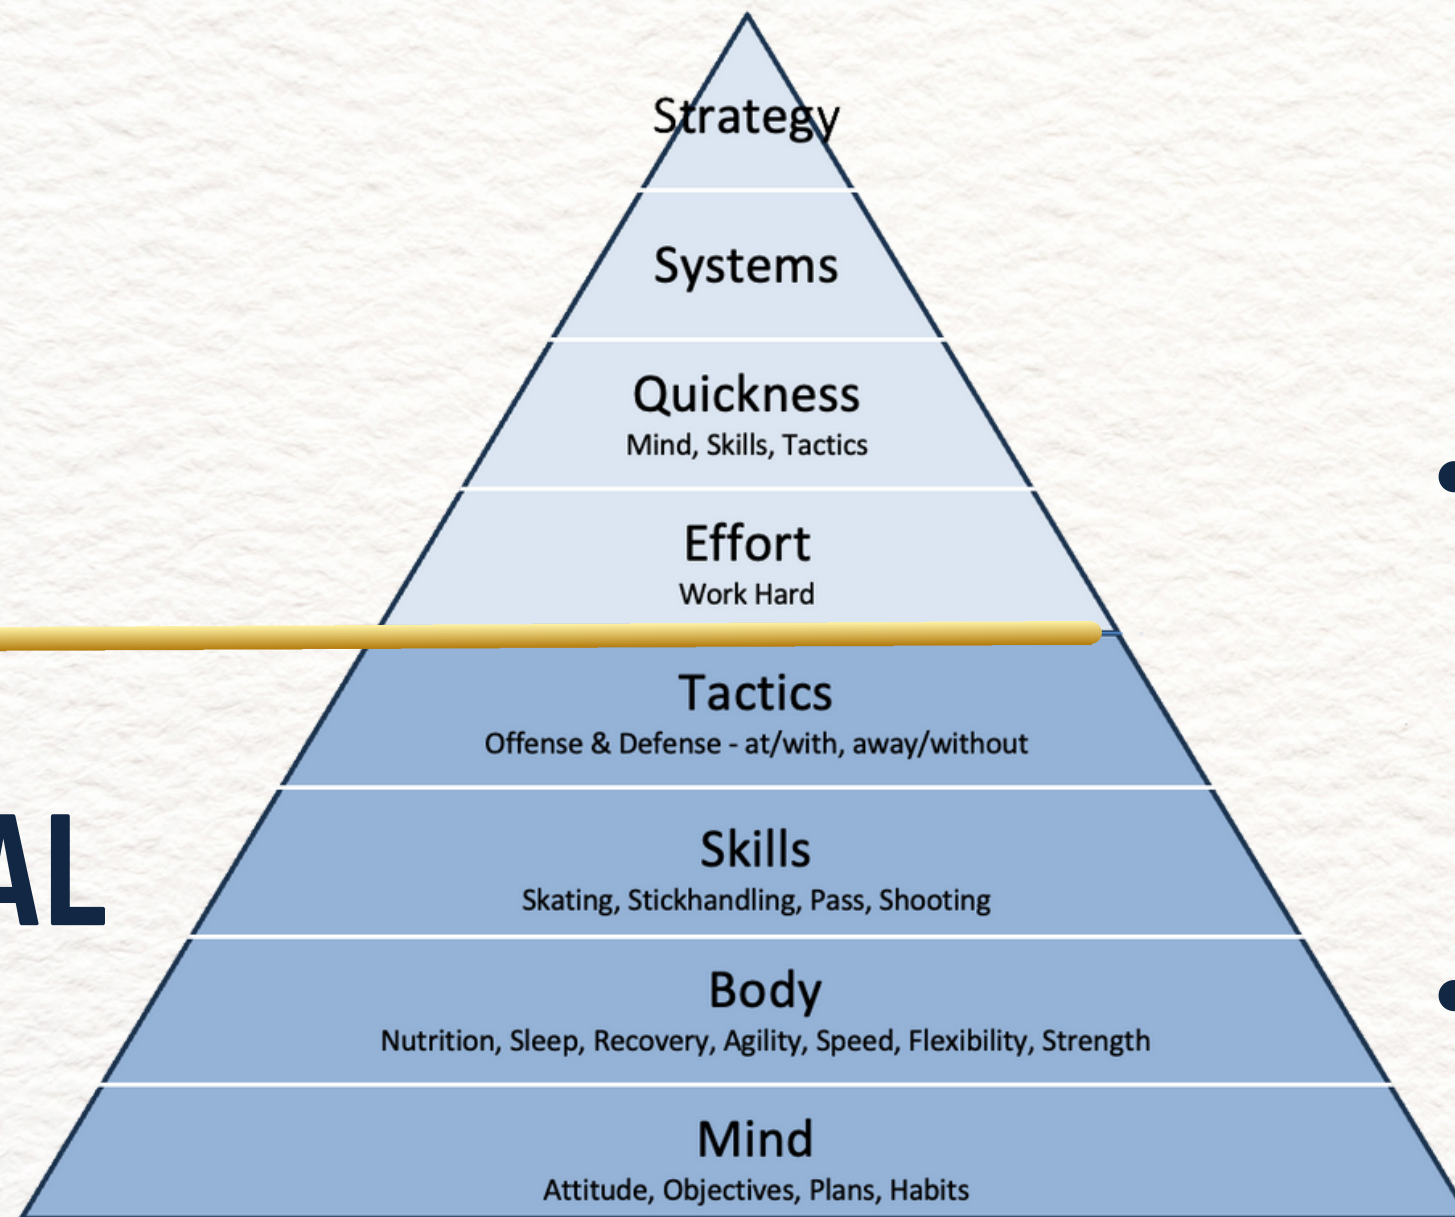 Strategy
Systems
Quickness
Mind, Skills, Tactics
Effort
Work Hard
Tactics
Offense & Defense - at/with, away/without
AL
Skills
Skating, Stickhandling, Pass, Shooting
Body
Nutrition, Sleep, Recovery, Agility, Speed, Flexibility, Strength
Mind
Attitude, Objectives, Plans, Habits